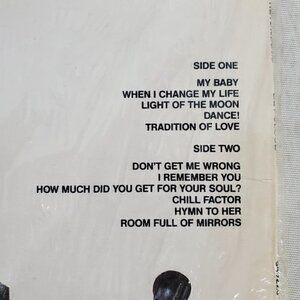 SIDE ONE
MY BABY
WHEN I CHANGE MY LIFE
LIGHT OF THE MOON
DANCE!
TRADITION OF LOVE
SIDE TWO
DON'T GET ME WRONG
I REMEMBER YOU
HOW MUCH DID YOU GET FOR YOUR SOUL?
CHILL FACTOR
HYMN TO HER
ROOM FULL OF MIRRORS